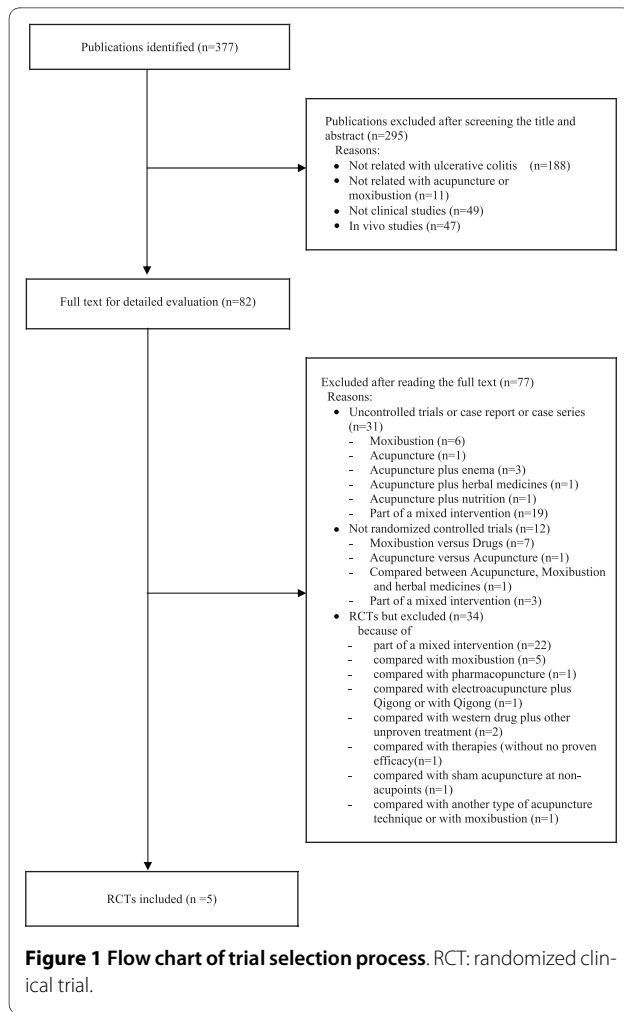 Publications identified (n=377)
Publications excluded after screening the title and
abstract (n=295)
Reasons:
• Not related with ulcerative colitis (n=188)
• Not related with acupuncture or
moxibustion (n=11)
• Not clinical studies (n=49)
• In vivo studies (n=47)
Full text for detailed evaluation (n=82)
Excluded after reading the full text (n=77)
Reasons:
• Uncontrolled trials or case report or case series
(n=31)
- Moxibustion (n=6)
- Acupuncture (n=1)
- Acupuncture plus enema (n=3)
- Acupuncture plus herbal medicines (n=1)
- Acupuncture plus nutrition (n=1)
- Part of a mixed intervention (n=19)
• Not randomized controlled trials (n=12)
- Moxibustion versus Drugs (n=7)
- Acupuncture versus Acupuncture (n=1)
- Compared between Acupuncture, Moxibustion
and herbal medicines (n=1)
- Part of a mixed intervention (n=3)
• RCTs but excluded (n=34)
because of
- part of a mixed intervention (n=22)
- compared with moxibustion (n=5)
- compared with pharmacopuncture (n=1)
- compared with electroacupuncture plus
Qigong or with Qigong (n=1)
- compared with western drug plus other
unproven treatment (n=2)
- compared with therapies (without no proven
efficacy(n=1)
- compared with sham acupuncture at non-
acupoints (n=1)
- compared with another type of acupuncture
technique or with moxibustion (n=1)
RCTs included (n =5)
Figure 1 Flow chart of trial selection process. RCT: randomized clin-
ical trial.